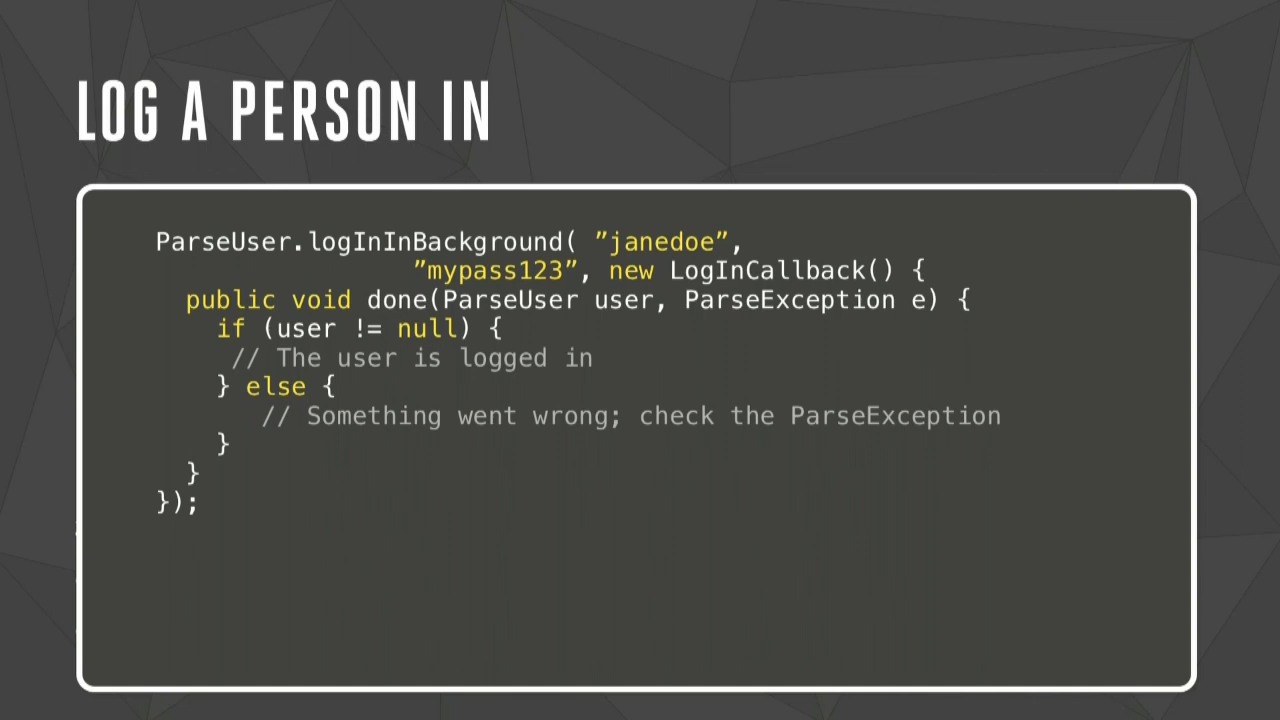 LOG A PERSON IN
ParseUser.logInInBackground( ”janedoe”,
”mypass123”, new LogInCallback() {
public void done(ParseUser user, ParseException e) {
if (user != null) {
// The user is logged in
} else {
// Something went wrong; check the ParseException
}
}
});